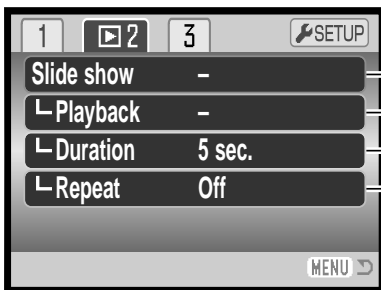 1 2 3 SETUP
Slide show –
Playback –
Duration 5 sec.
Repeat Off
MENU